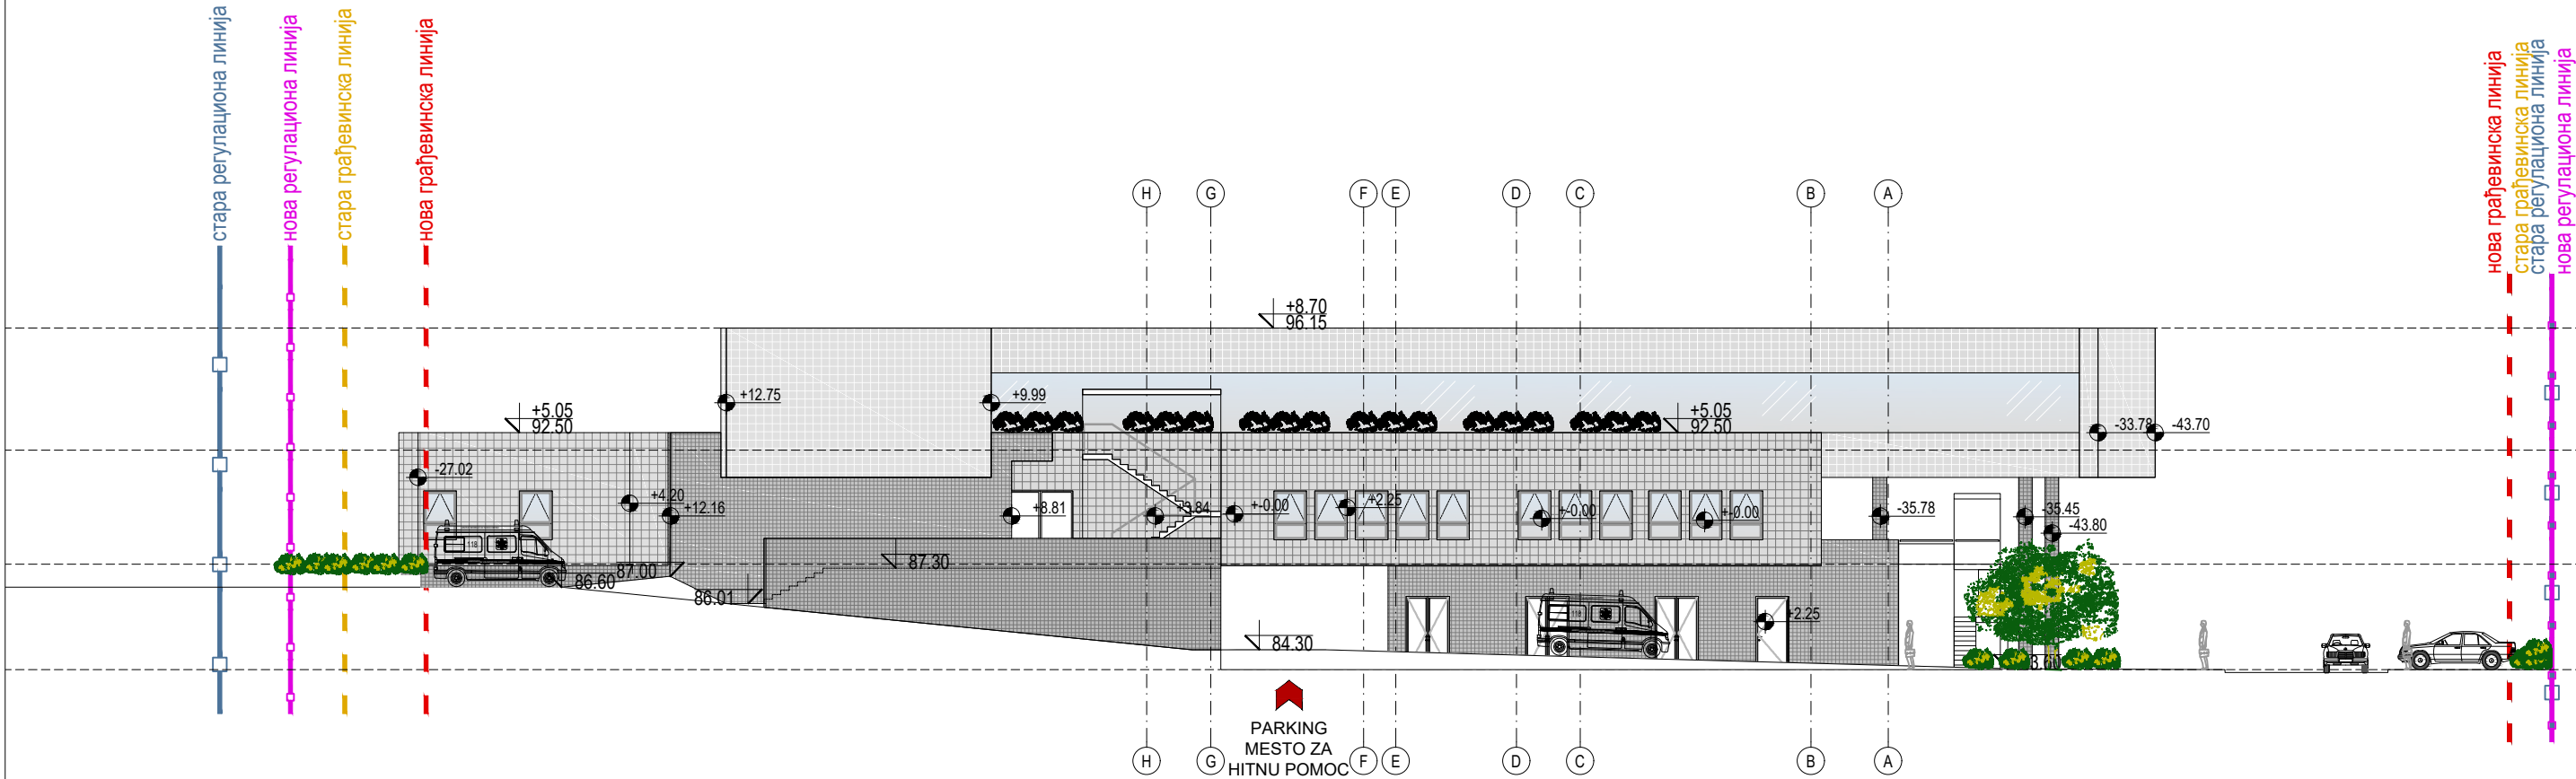 стара регулациона линија
нова регулациона линија
стара грађевинска линија
нова грађевинска линија
нова грађевинска линија
стара грађевинска линија
стара регулациона линија
нова регулациона линија
H
G
F
E
D
C
B
A
+8.70
96.15
+12.75
+9.99
+5.05
92.50
+5.05
92.50
-33.78
-43.70
-27.02
+4.20
+12.16
+8.81
+3.84
+-0.00
+2.25
+-0.00
+-0.00
-35.78
-35.45
-43.80
118
86.60
87.00
86.01
87.30
84.30
118
+2.25
PARKING
MESTO ZA
HITNU POMOC
H
G
F
E
D
C
B
A